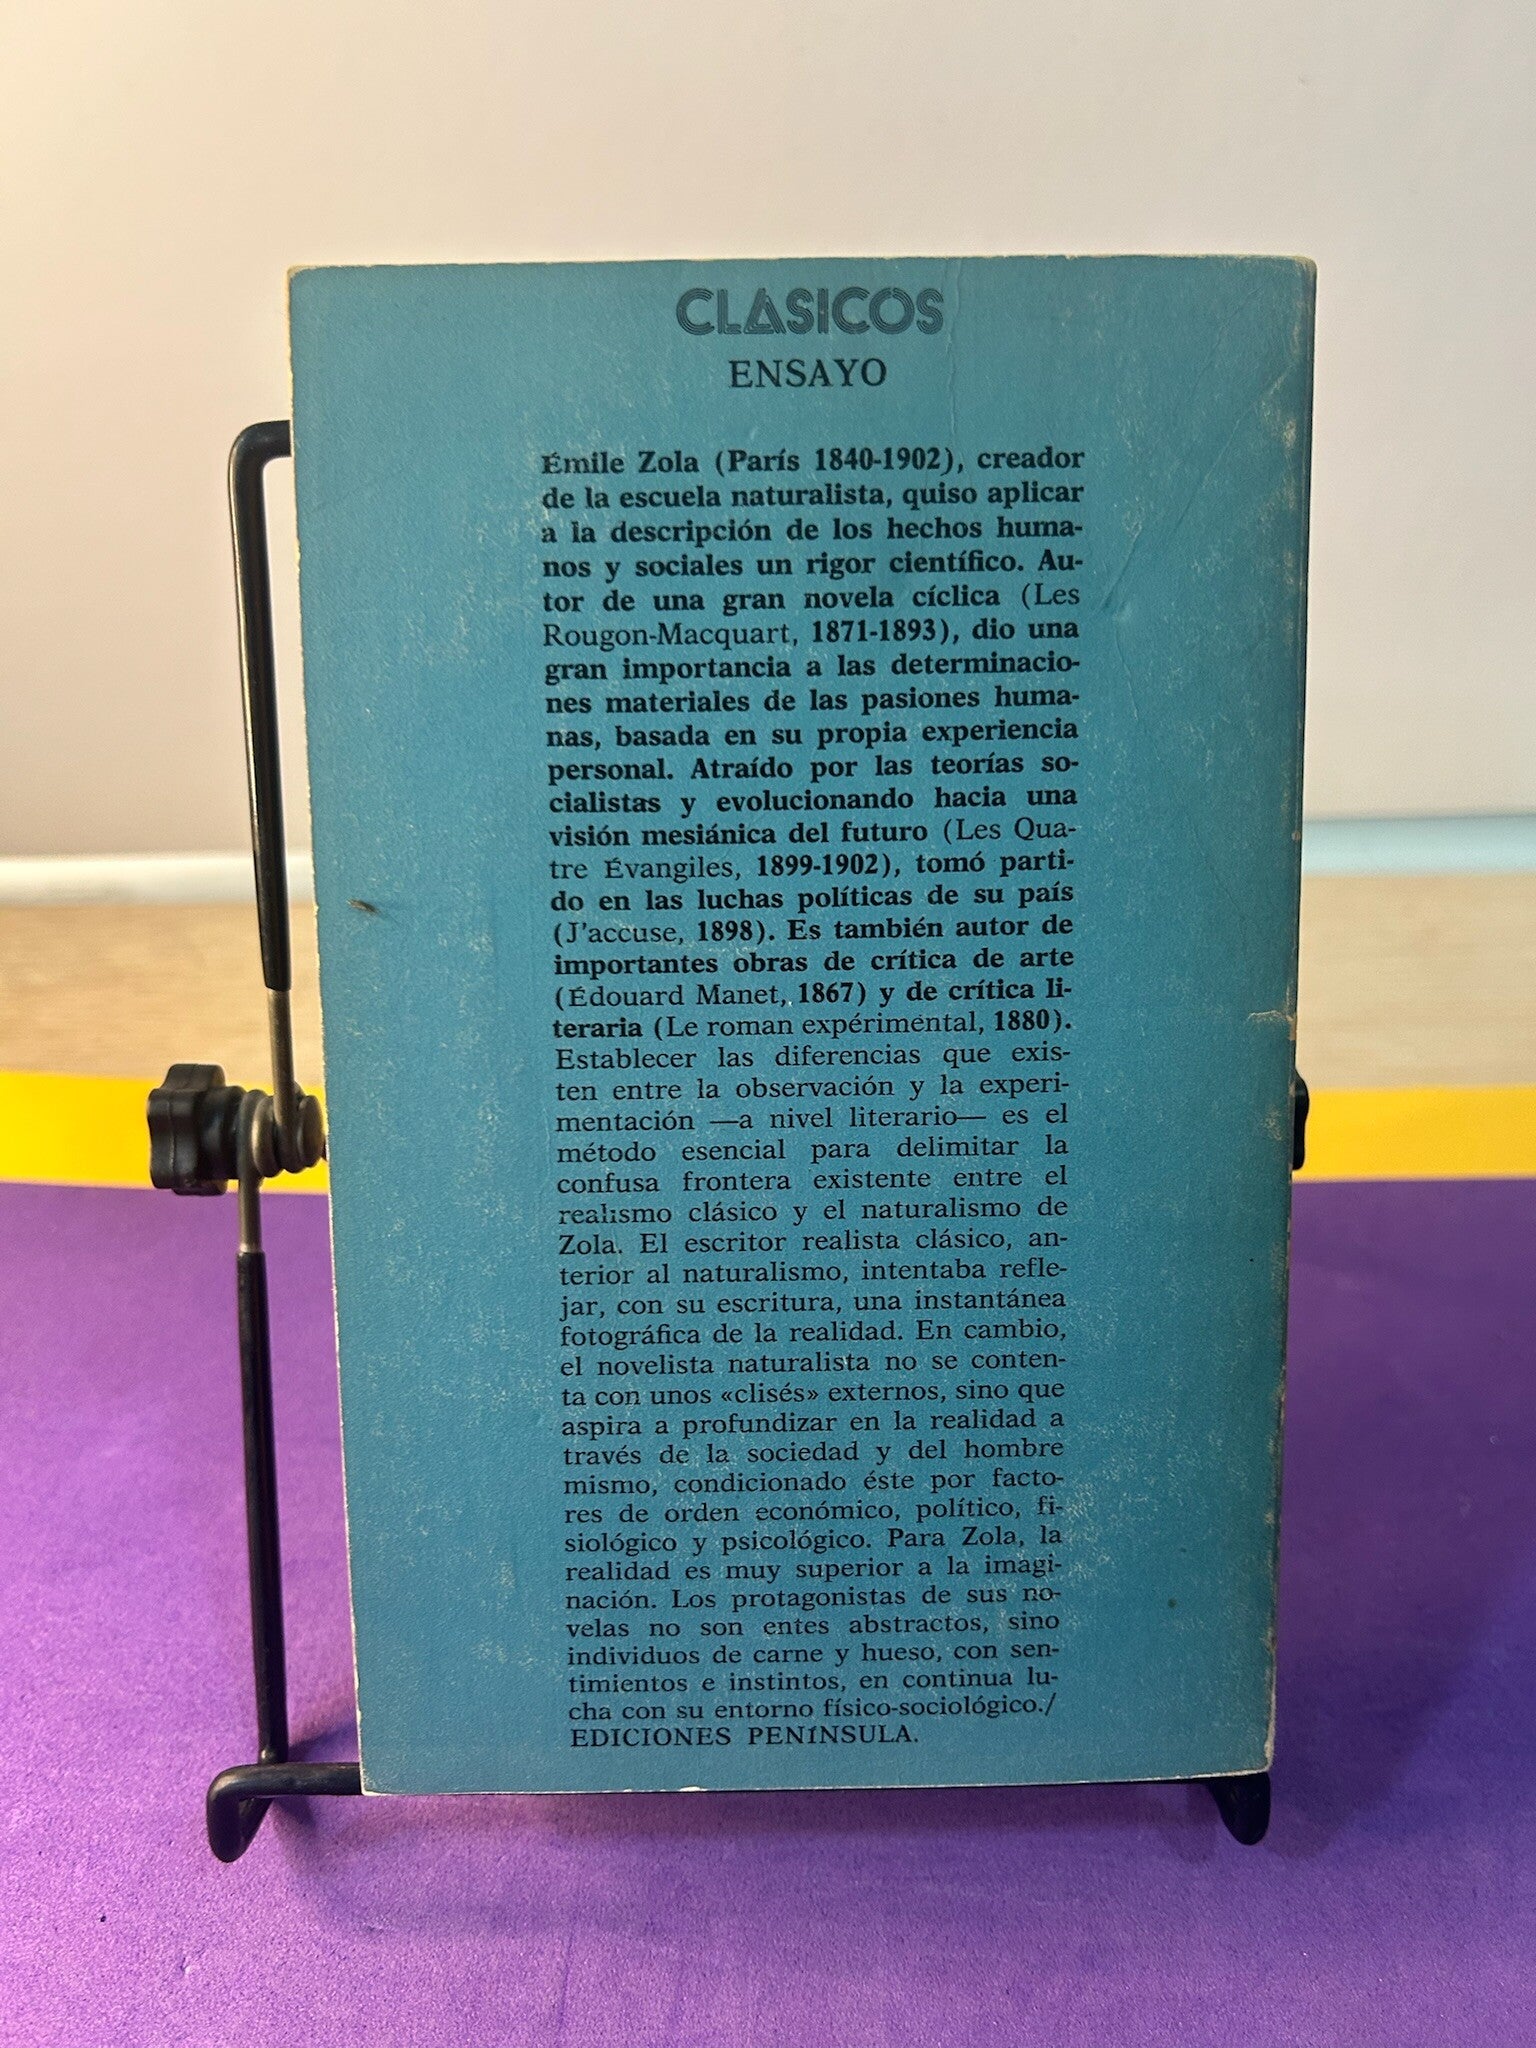 CLASICOS
ENSAYO
Émile Zola (París 1840-1902), creador
de la escuela naturalista, quiso aplicar
a la descripción de los hechos huma-
nos y sociales un rigor científico. Au-
tor de una gran novela cíclica (Les
Rougon-Macquart, 1871-1893), dio una
gran importancia a las determinacio-
nes materiales de las pasiones huma-
nas, basada en su propia experiencia
personal. Atraído por las teorías so-
cialistas y evolucionando hacia una
visión mesiánica del futuro (Les Qua-
tre Évangiles, 1899-1902), tomó parti-
do en las luchas políticas de su país
(J'accuse, 1898). Es también autor de
importantes obras de crítica de arte
(Édouard Manet, 1867) y de crítica li-
teraria (Le roman expérimental, 1880).
Establecer las diferencias que exis-
ten entre la observación y la experi-
mentación —a nivel literario— es el
método esencial para delimitar la
confusa frontera existente entre el
realismo clásico y el naturalismo de
Zola. El escritor realista clásico, an-
terior al naturalismo, intentaba refle-
jar, con su escritura, una instantánea
fotográfica de la realidad. En cambio,
el novelista naturalista no se conten-
ta con unos «clisés» externos, sino que
aspira a profundizar en la realidad a
través de la sociedad y del hombre
mismo, condicionado éste por facto-
res de orden económico, político, fi-
siológico y psicológico. Para Zola, la
realidad es muy superior a la imagi-
nación. Los protagonistas de sus no-
velas no son entes abstractos, sino
individuos de carne y hueso, con sen-
timientos e instintos, en continua lu-
cha con su entorno físico-sociológico./
EDICIONES PENÍNSULA.